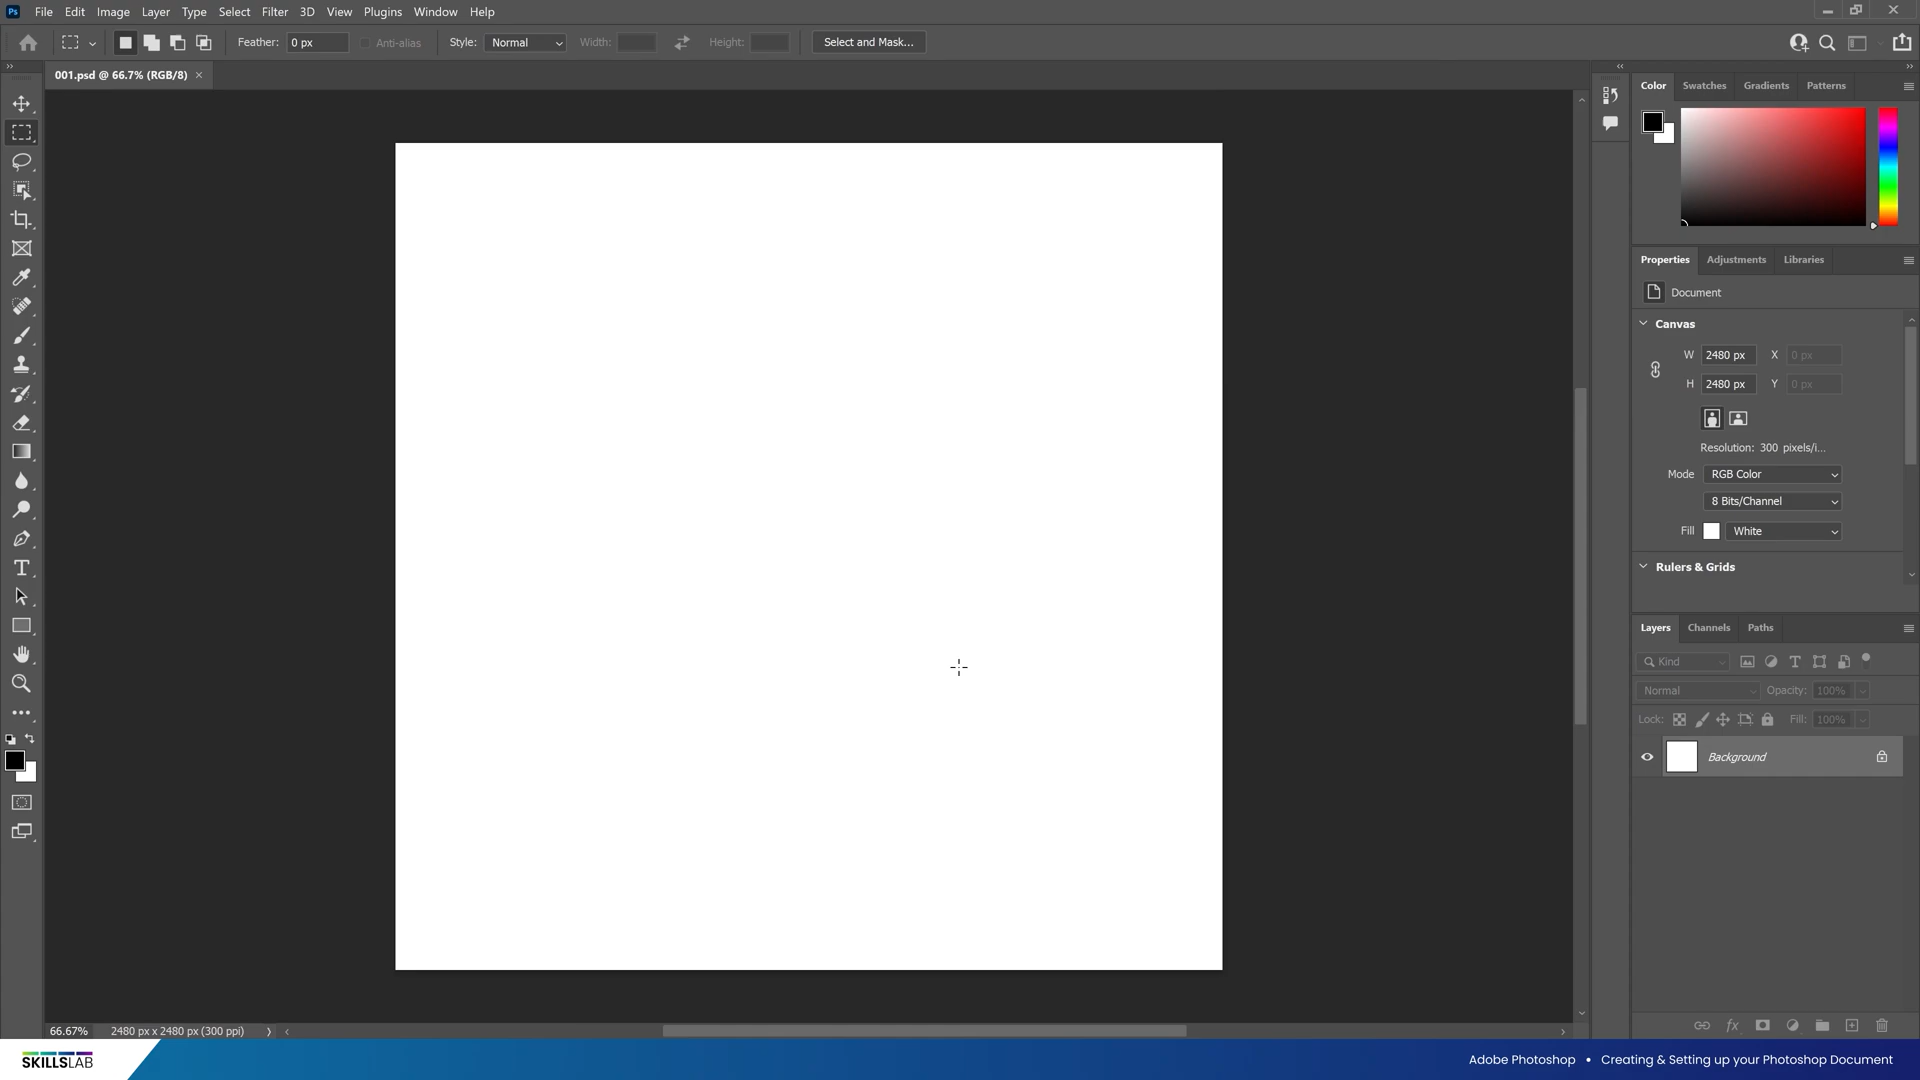 Ps File Edit Image Layer Type Select Filter 3D View Plugins Window Help
Feather: 0 px Anti-alias Style: Normal Width: Height: Select and Mask...
001.psd @ 66.7% (RGB/8)
Color Swatches Gradients Patterns
Properties Adjustments Libraries
Document
Canvas
W 2480 px X 0 px
H 2480 px Y 0 px
Resolution: 300 pixels/i...
Mode RGB Color
8 Bits/Channel
Fill White
Rulers & Grids
Layers Channels Paths
Kind
Normal Opacity: 100%
Lock: Fill: 100%
Background
66.67% 2480 px x 2480 px (300 ppi)
SKILLSLAB Adobe Photoshop • Creating & Setting up your Photoshop Document